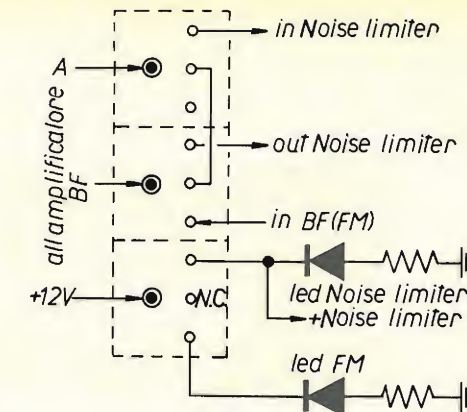 in Noise limiter
A
all amplificalore
BF
out Noise limiter
in BF(FM)
+12V
N.C.
led Noise limiter
+Noise limiter
led FM